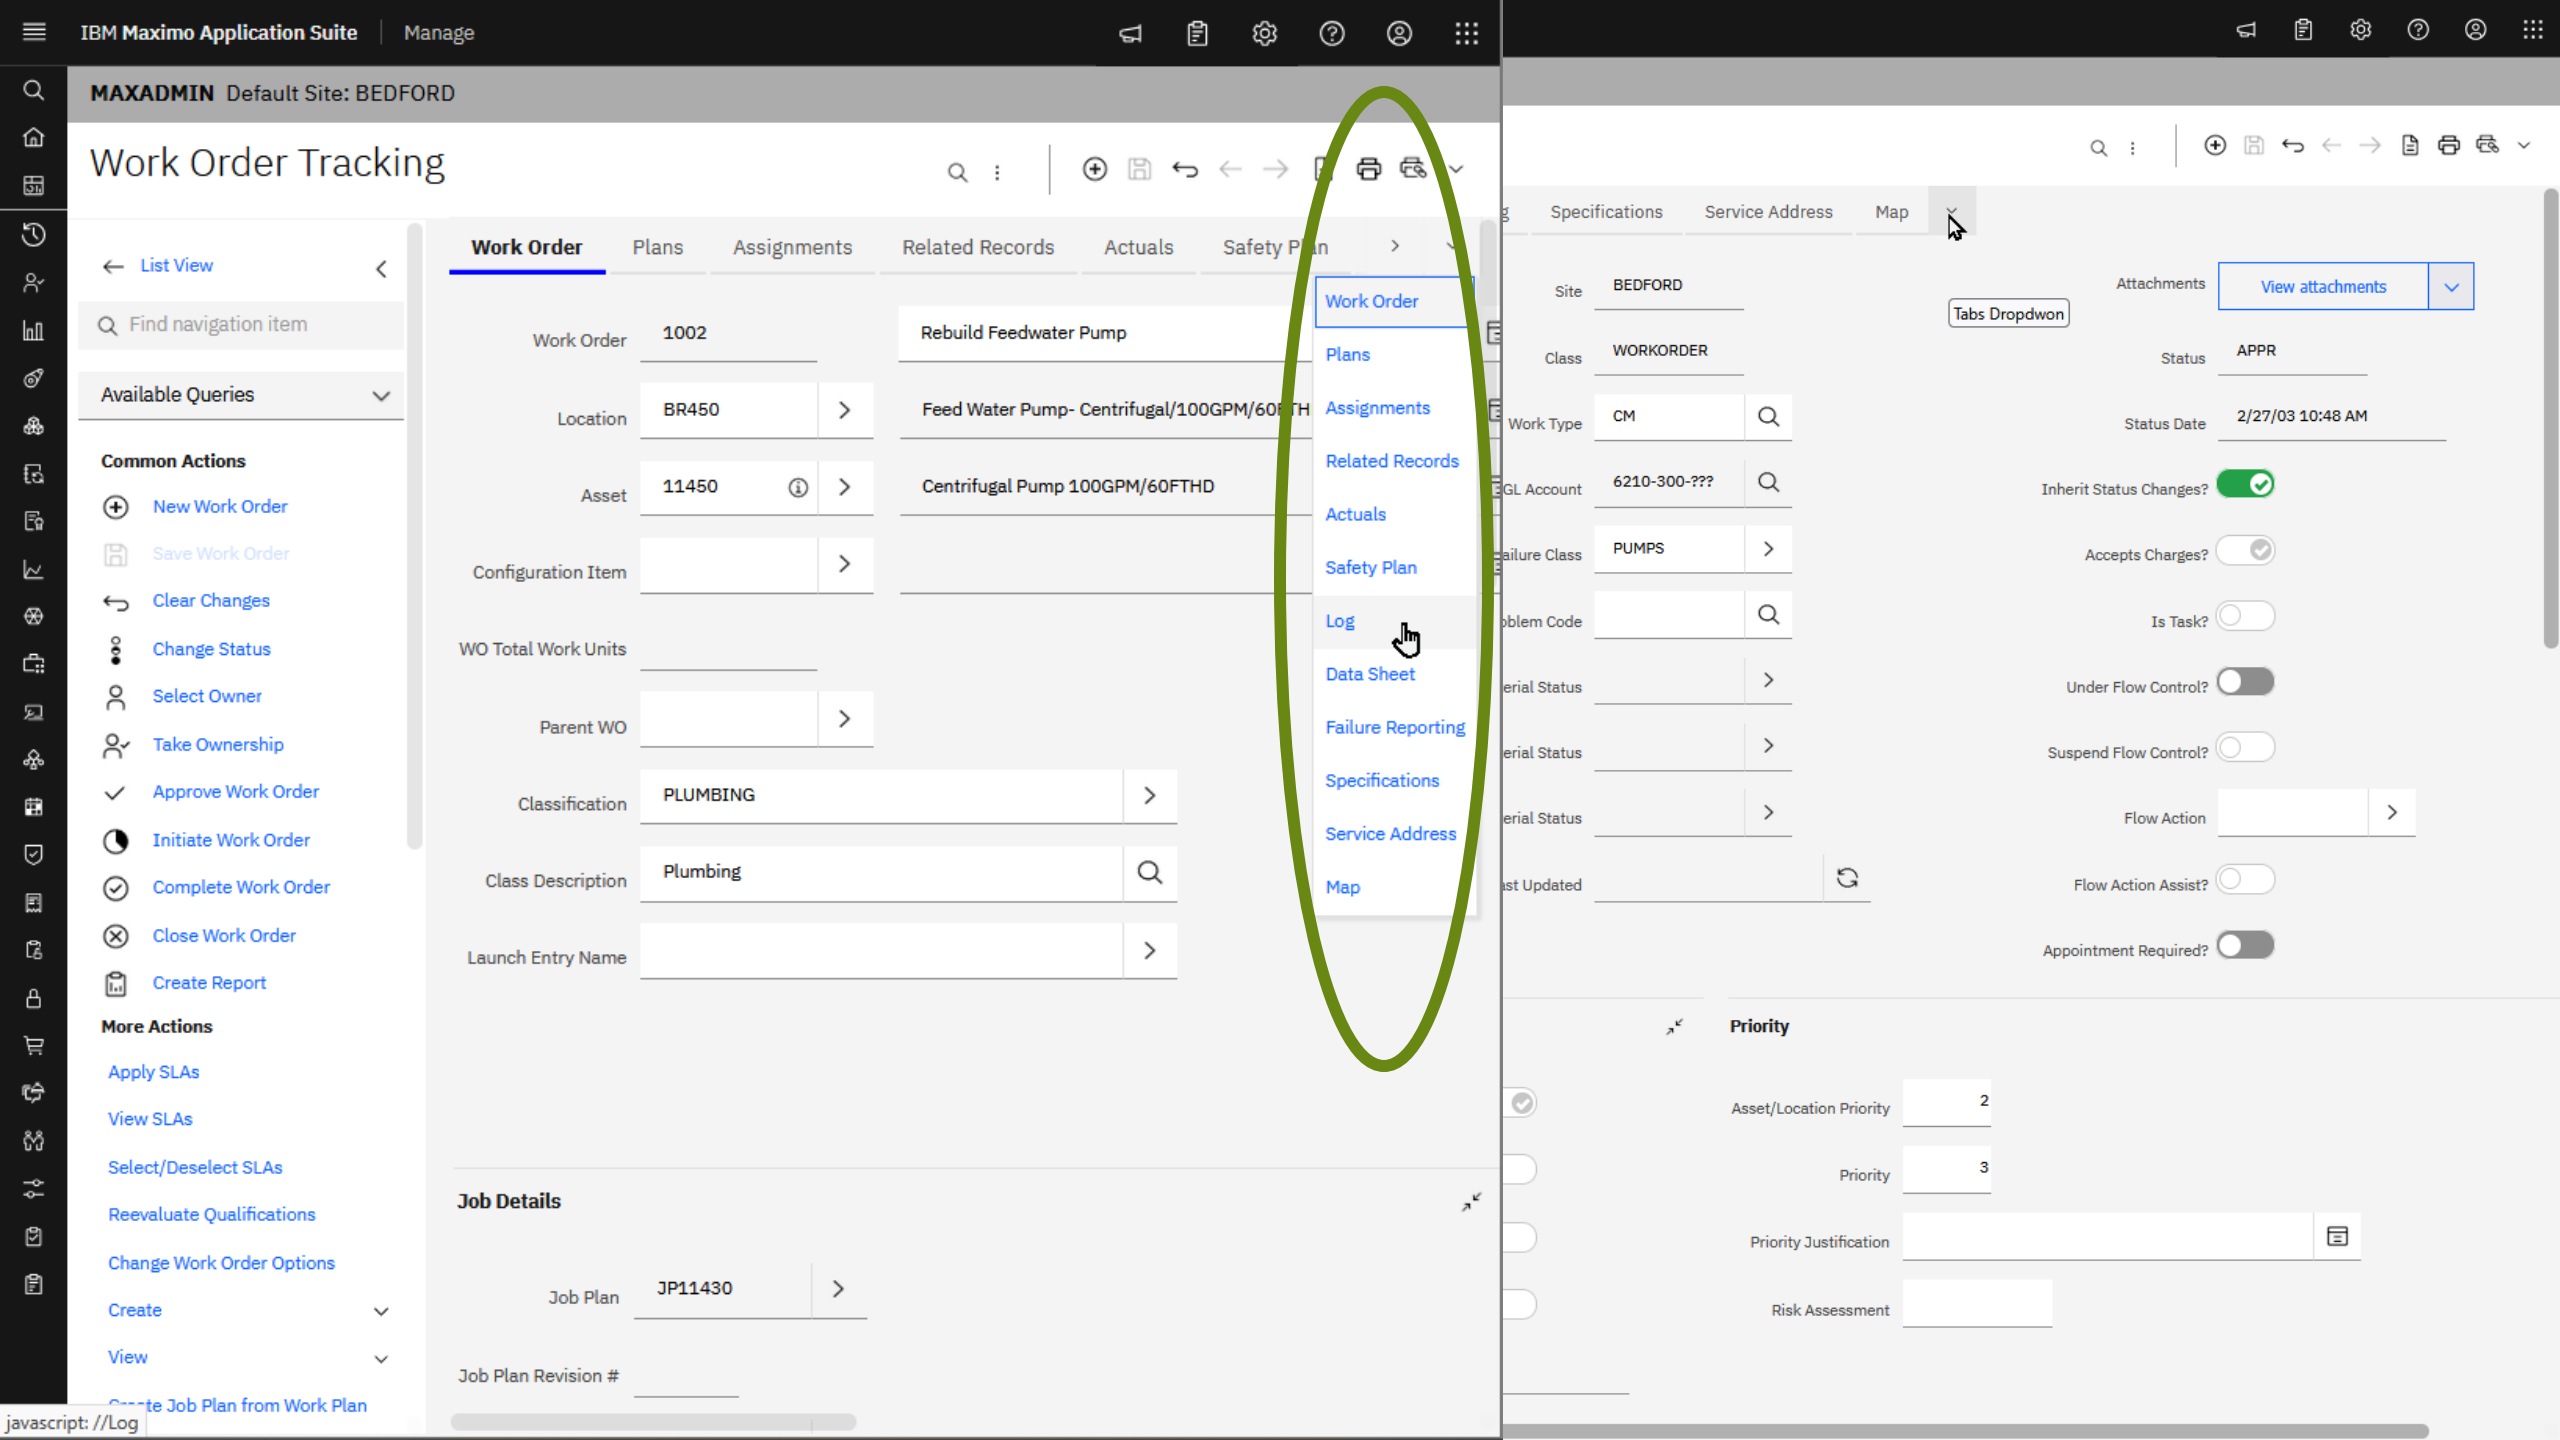 IBM Maximo Application Suite
Manage
MAXADMIN Default Site: BEDFORD
Work Order Tracking
List View
Find navigation item
Available Queries
Common Actions
New Work Order
Save Work Order
Clear Changes
Change Status
Select Owner
Take Ownership
Approve Work Order
Initiate Work Order
Complete Work Order
Close Work Order
Create Report
More Actions
Apply SLAs
View SLAs
Select/Deselect SLAs
Reevaluate Qualifications
Change Work Order Options
Create
View
Create Job Plan from Work Plan
javascript: //Log
Work Order Plans Assignments Related Records Actuals Safety Plan
Work Order 1002 Rebuild Feedwater Pump
Location BR450 Feed Water Pump- Centrifugal/100GPM/60FTH
Asset 11450 Centrifugal Pump 100GPM/60FTHD
Configuration Item
WO Total Work Units
Parent WO
Classification PLUMBING
Class Description Plumbing
Launch Entry Name
Job Details
Job Plan JP11430
Job Plan Revision #
Work Order
Plans
Assignments
Related Records
Actuals
Safety Plan
Log
Data Sheet
Failure Reporting
Specifications
Service Address
Map
g Specifications Service Address Map
Tabs Dropdwon
Site BEDFORD
Class WORKORDER
Work Type CM
GL Account 6210-300-???
ailure Class PUMPS
oblem Code
erial Status
erial Status
erial Status
ast Updated
Attachments View attachments
Status APPR
Status Date 2/27/03 10:48 AM
Inherit Status Changes?
Accepts Charges?
Is Task?
Under Flow Control?
Suspend Flow Control?
Flow Action
Flow Action Assist?
Appointment Required?
Priority
Asset/Location Priority 2
Priority 3
Priority Justification
Risk Assessment